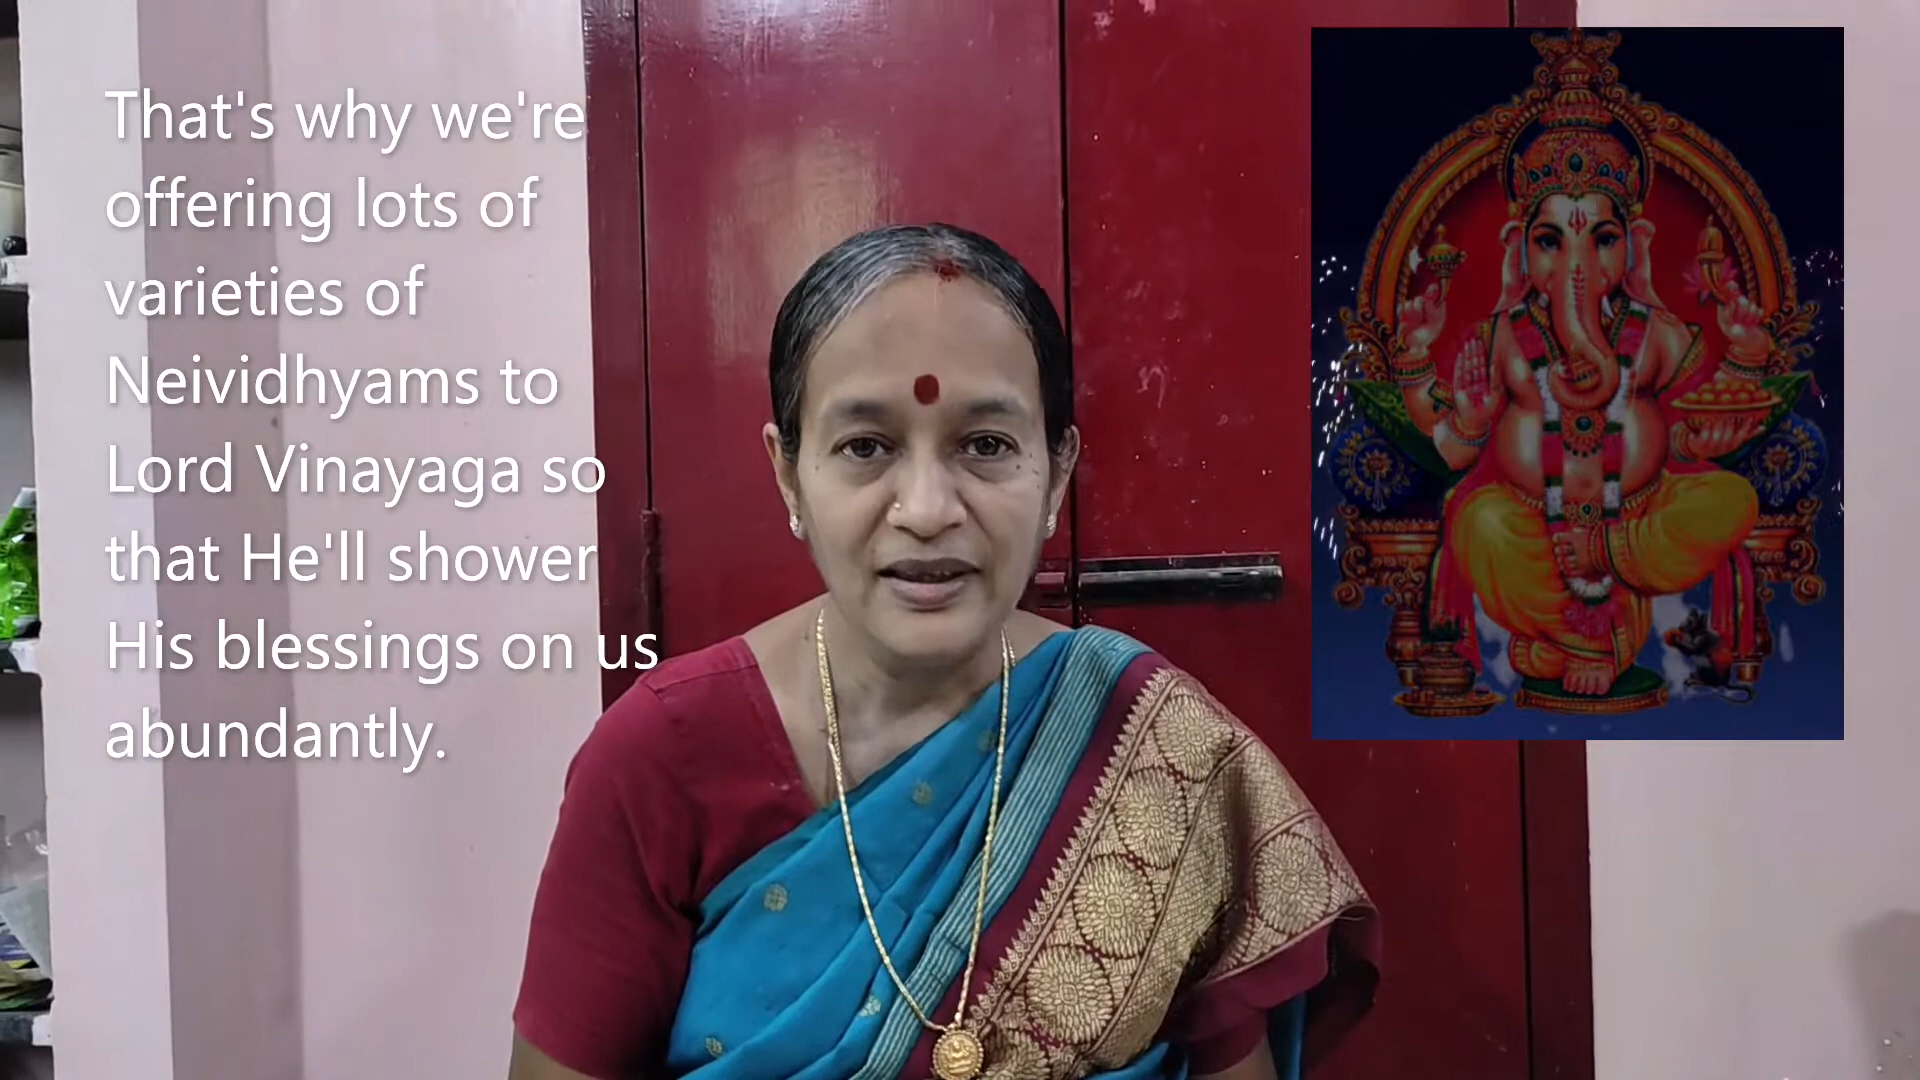 That's why we're
offering lots of
varieties of
Neividhyams to
Lord Vinayaga so
that He'll shower
His blessings on us
abundantly.